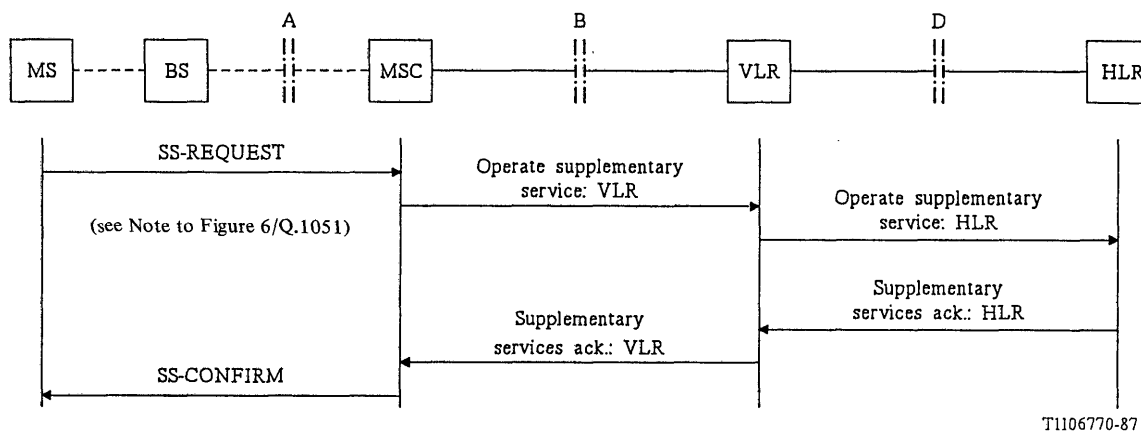 A
B
D
MS
BS
MSC
VLR
HLR
SS-REQUEST
Operate supplementary
service: VLR
Operate supplementary
service: HLR
(see Note to Figure 6/Q.1051)
Supplementary
services ack.: HLR
Supplementary
services ack.: VLR
SS-CONFIRM
T1106770-87